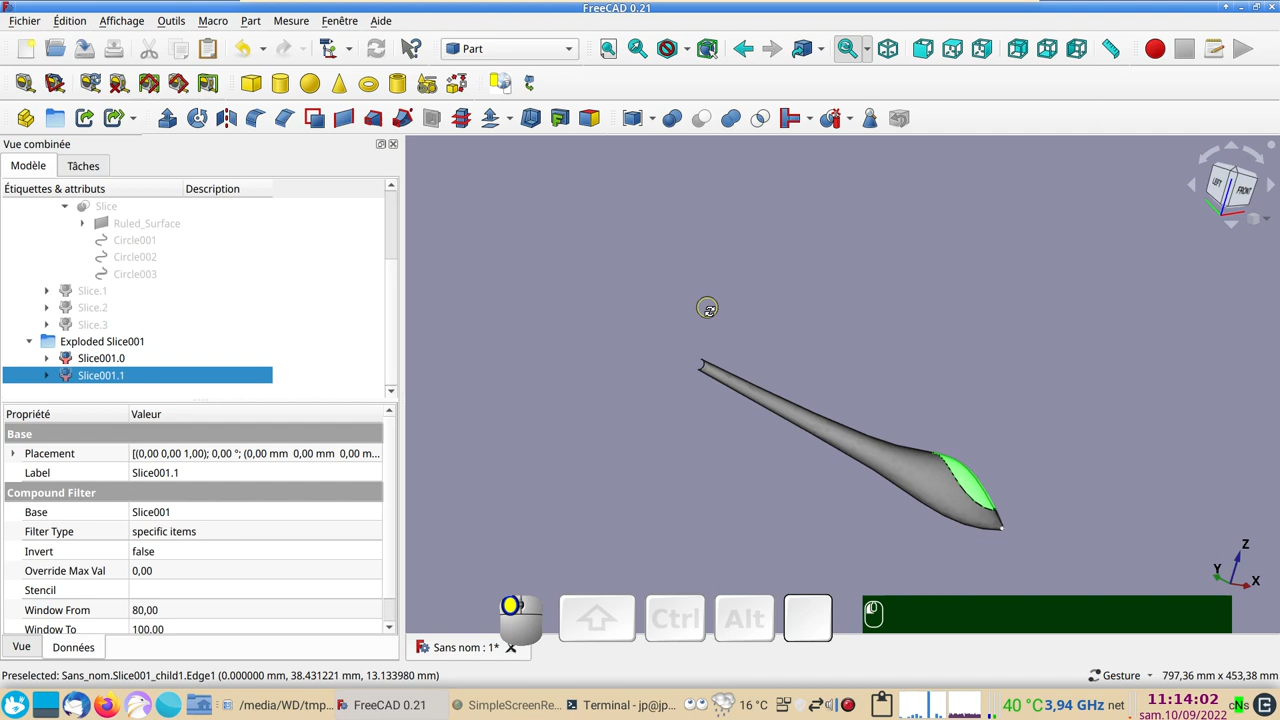 FreeCAD 0.21
Fichier Édition Affichage Outils Macro Part Mesure Fenêtre Aide
Part
Vue combinée
Modèle Tâches
Étiquettes & attributs Description
Slice
Ruled_Surface
Circle001
Circle002
Circle003
Slice.1
Slice.2
Slice.3
Exploded Slice001
Slice001.0
Slice001.1
Propriété Valeur
Base
Placement [(0,00 0,00 1,00); 0,00 °; (0,00 mm 0,00 mm 0,00 m...
Label Slice001.1
Compound Filter
Base Slice001
Filter Type specific items
Invert false
Override Max Val 0,00
Stencil
Window From 80,00
Window To 100.00
Vue Données
LEFT FRONT
Z
Y
X
Ctrl Alt
Sans nom : 1*
Preselected: Sans_nom.Slice001_child1.Edge1 (0.000000 mm, 38.431221 mm, 13.133980 mm)
Gesture 797,36 mm x 453,38 mm
/media/WD/tmp... FreeCAD 0.21 SimpleScreenRe... Terminal - jp@jp... 16 °C 40 °C 3,94 GHz net 11:14:02
sam.10/09/2022